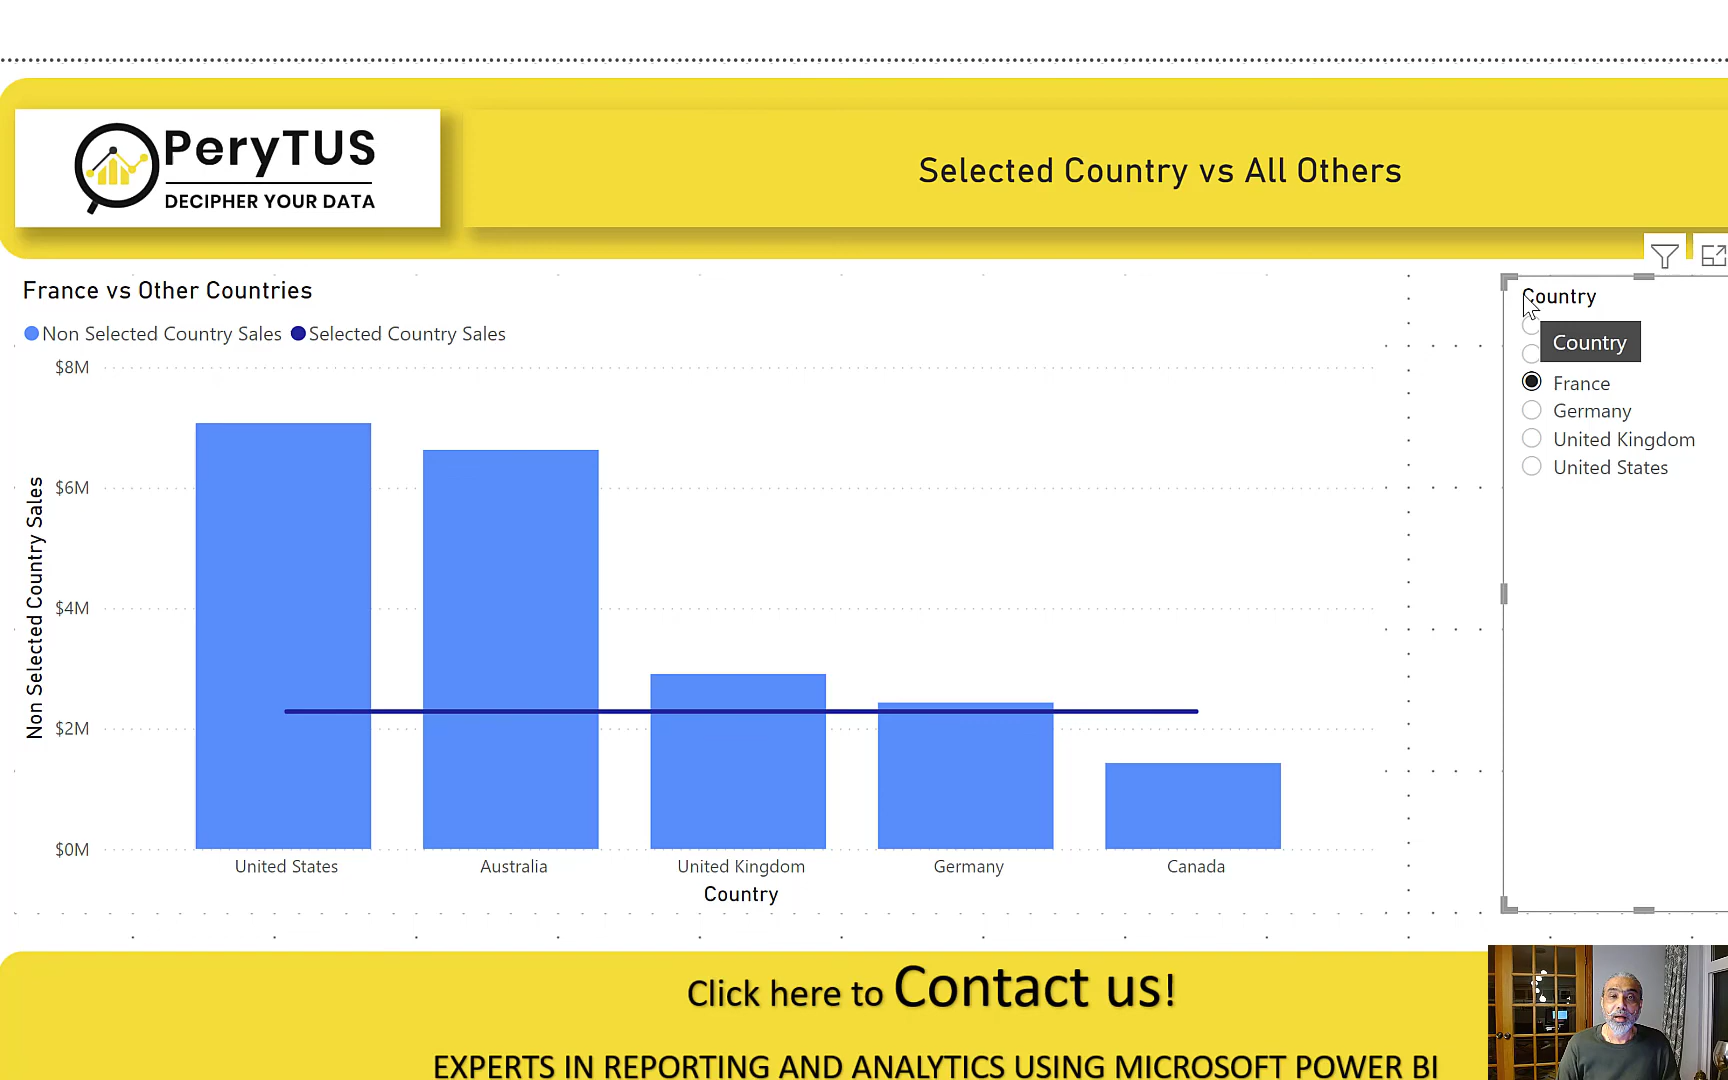 PeryTUS
DECIPHER YOUR DATA
Selected Country vs All Others
France vs Other Countries
Non Selected Country Sales
Selected Country Sales
$8M
$6M
$4M
$2M
$0M
Non Selected Country Sales
United States
Australia
United Kingdom
Germany
Canada
Country
Country
Country
France
Germany
United Kingdom
United States
Click here to Contact us!
EXPERTS IN REPORTING AND ANALYTICS USING MICROSOFT POWER BI